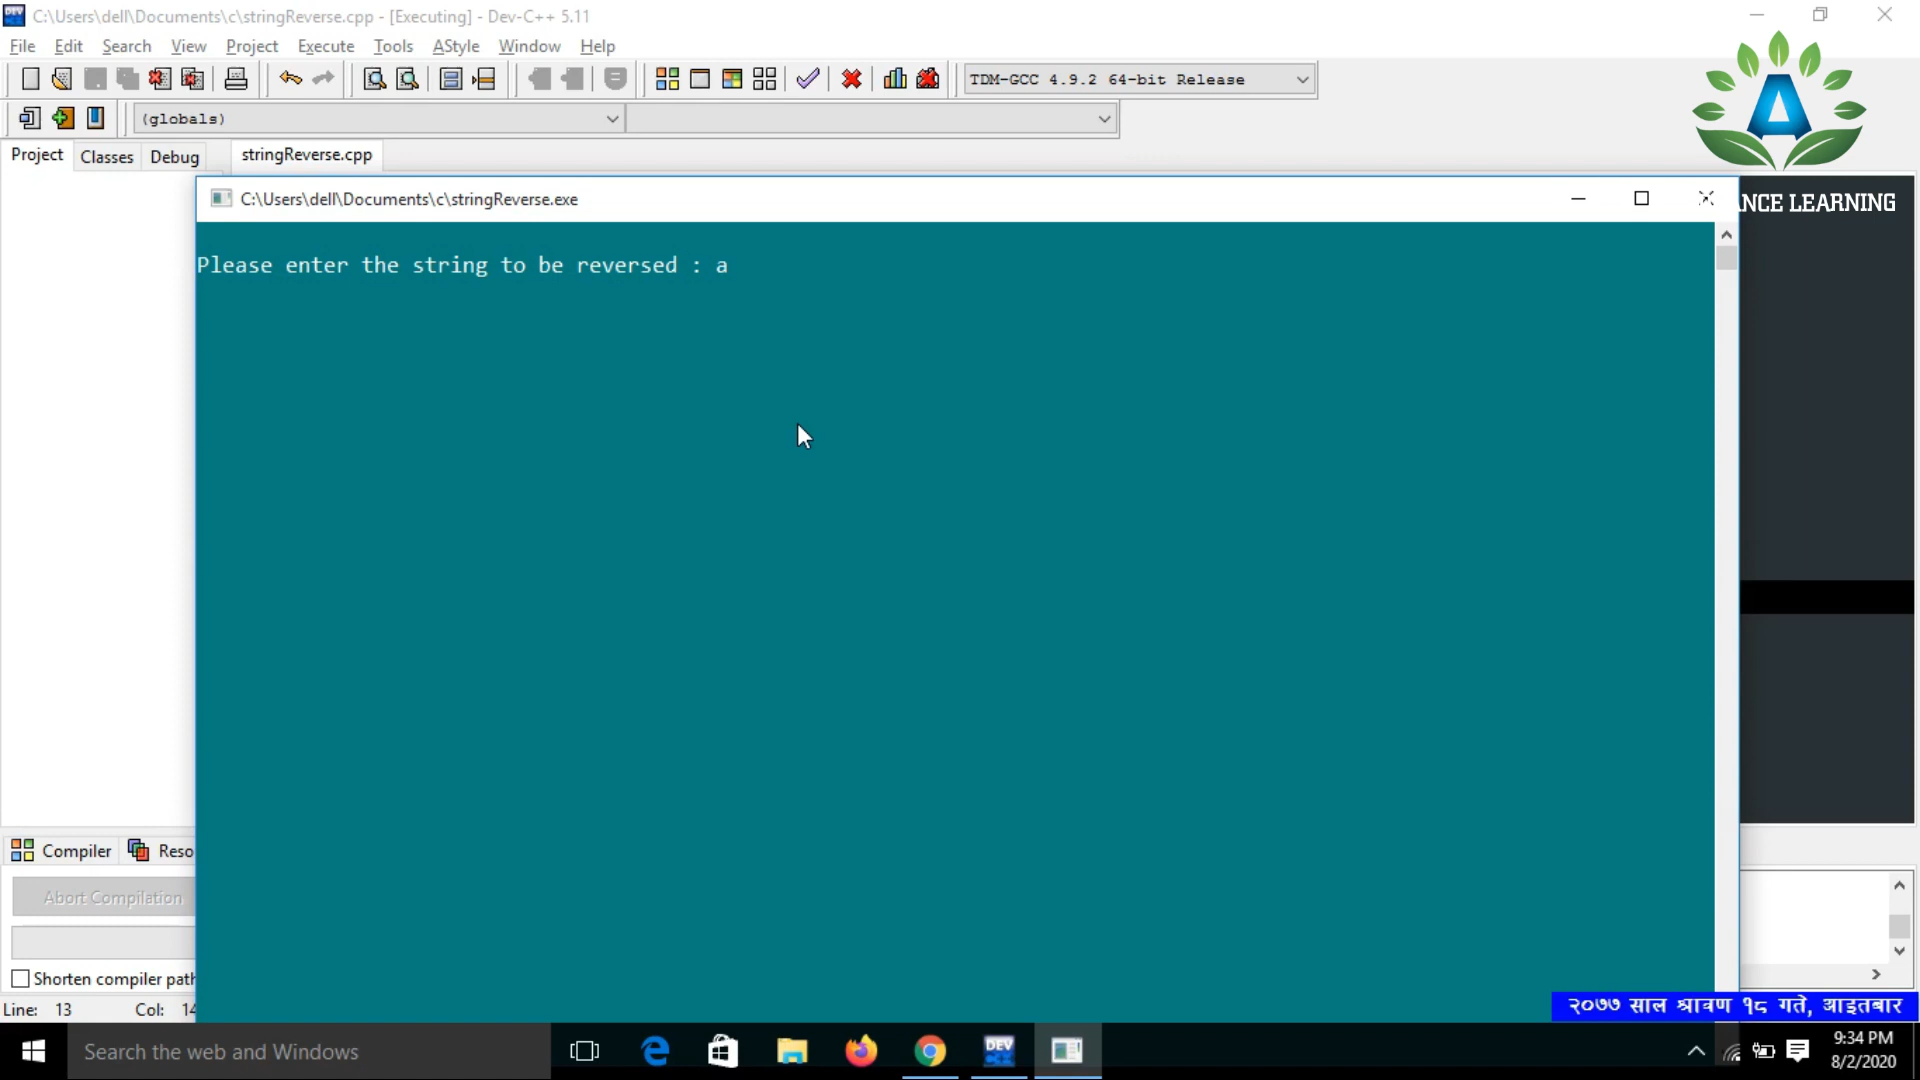 C:\Users\dell\Documents\c\stringReverse.cpp - [Executing] - Dev-C++ 5.11
File Edit Search View Project Execute Tools AStyle Window Help
TDM-GCC 4.9.2 64-bit Release
(globals)
Project Classes Debug stringReverse.cpp
A
C:\Users\dell\Documents\c\stringReverse.exe
NCE LEARNING
Please enter the string to be reversed : a
Compiler Reso
Abort Compilation
Shorten compiler path
Line: 13 Col: 14
२०७७ साल श्रावण १८ गते, आइतबार
Search the web and Windows
DEV
9:34 PM
8/2/2020